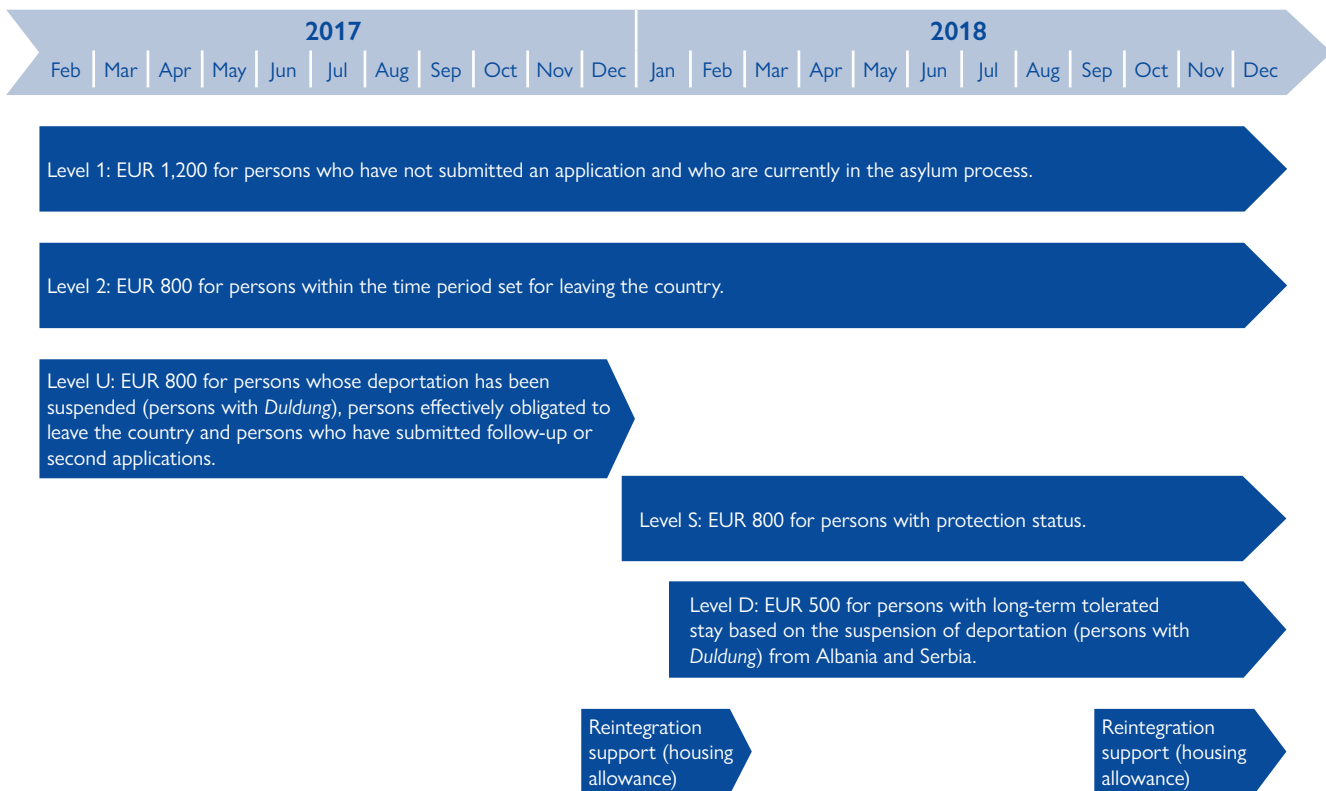 2017
2018
Feb Mar Apr May Jun Jul Aug Sep Oct Nov Dec Jan Feb Mar Apr May Jun Jul Aug Sep Oct Nov Dec
Level 1: EUR 1,200 for persons who have not submitted an application and who are currently in the asylum process.
Level 2: EUR 800 for persons within the time period set for leaving the country.
Level U: EUR 800 for persons whose deportation has been
suspended (persons with Duldung), persons effectively obligated to
leave the country and persons who have submitted follow-up or
second applications.
Level S: EUR 800 for persons with protection status.
Level D: EUR 500 for persons with long-term tolerated
stay based on the suspension of deportation (persons with
Duldung) from Albania and Serbia.
Reintegration
support (housing
allowance)
Reintegration
support (housing
allowance)